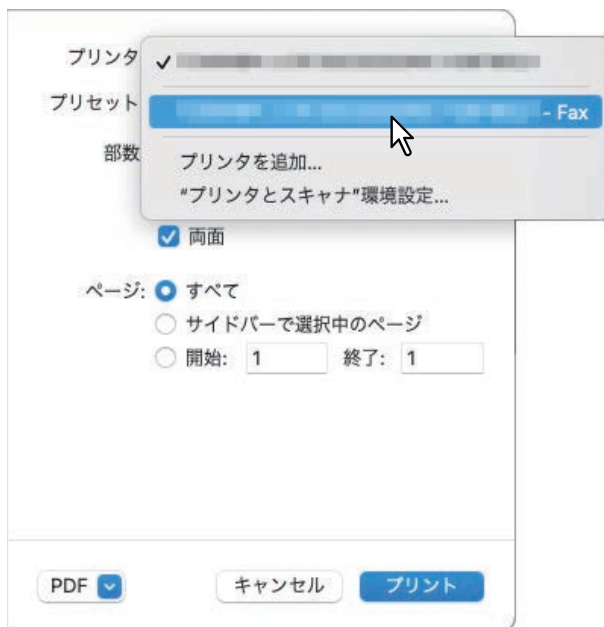 プリンタ
プリセット
- Fax
部数
プリンタを追加...
"プリンタとスキャナ"環境設定...
両面
ページ: すべて
サイドバーで選択中のページ
開始: 1 終了: 1
PDF キャンセル プリント